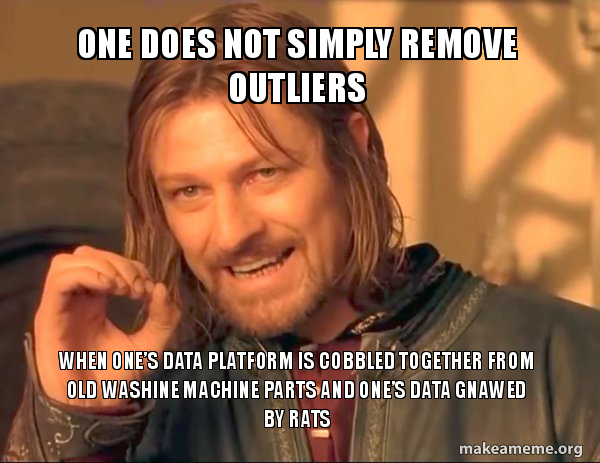 ONE DOES NOT SIMPLY REMOVE
OUTLIERS
WHEN ONE'S DATA PLATFORM IS COBBLED TOGETHER FROM
OLD WASHINE MACHINE PARTS AND ONE'S DATA GNAWED
BY RATS
makeameme.org